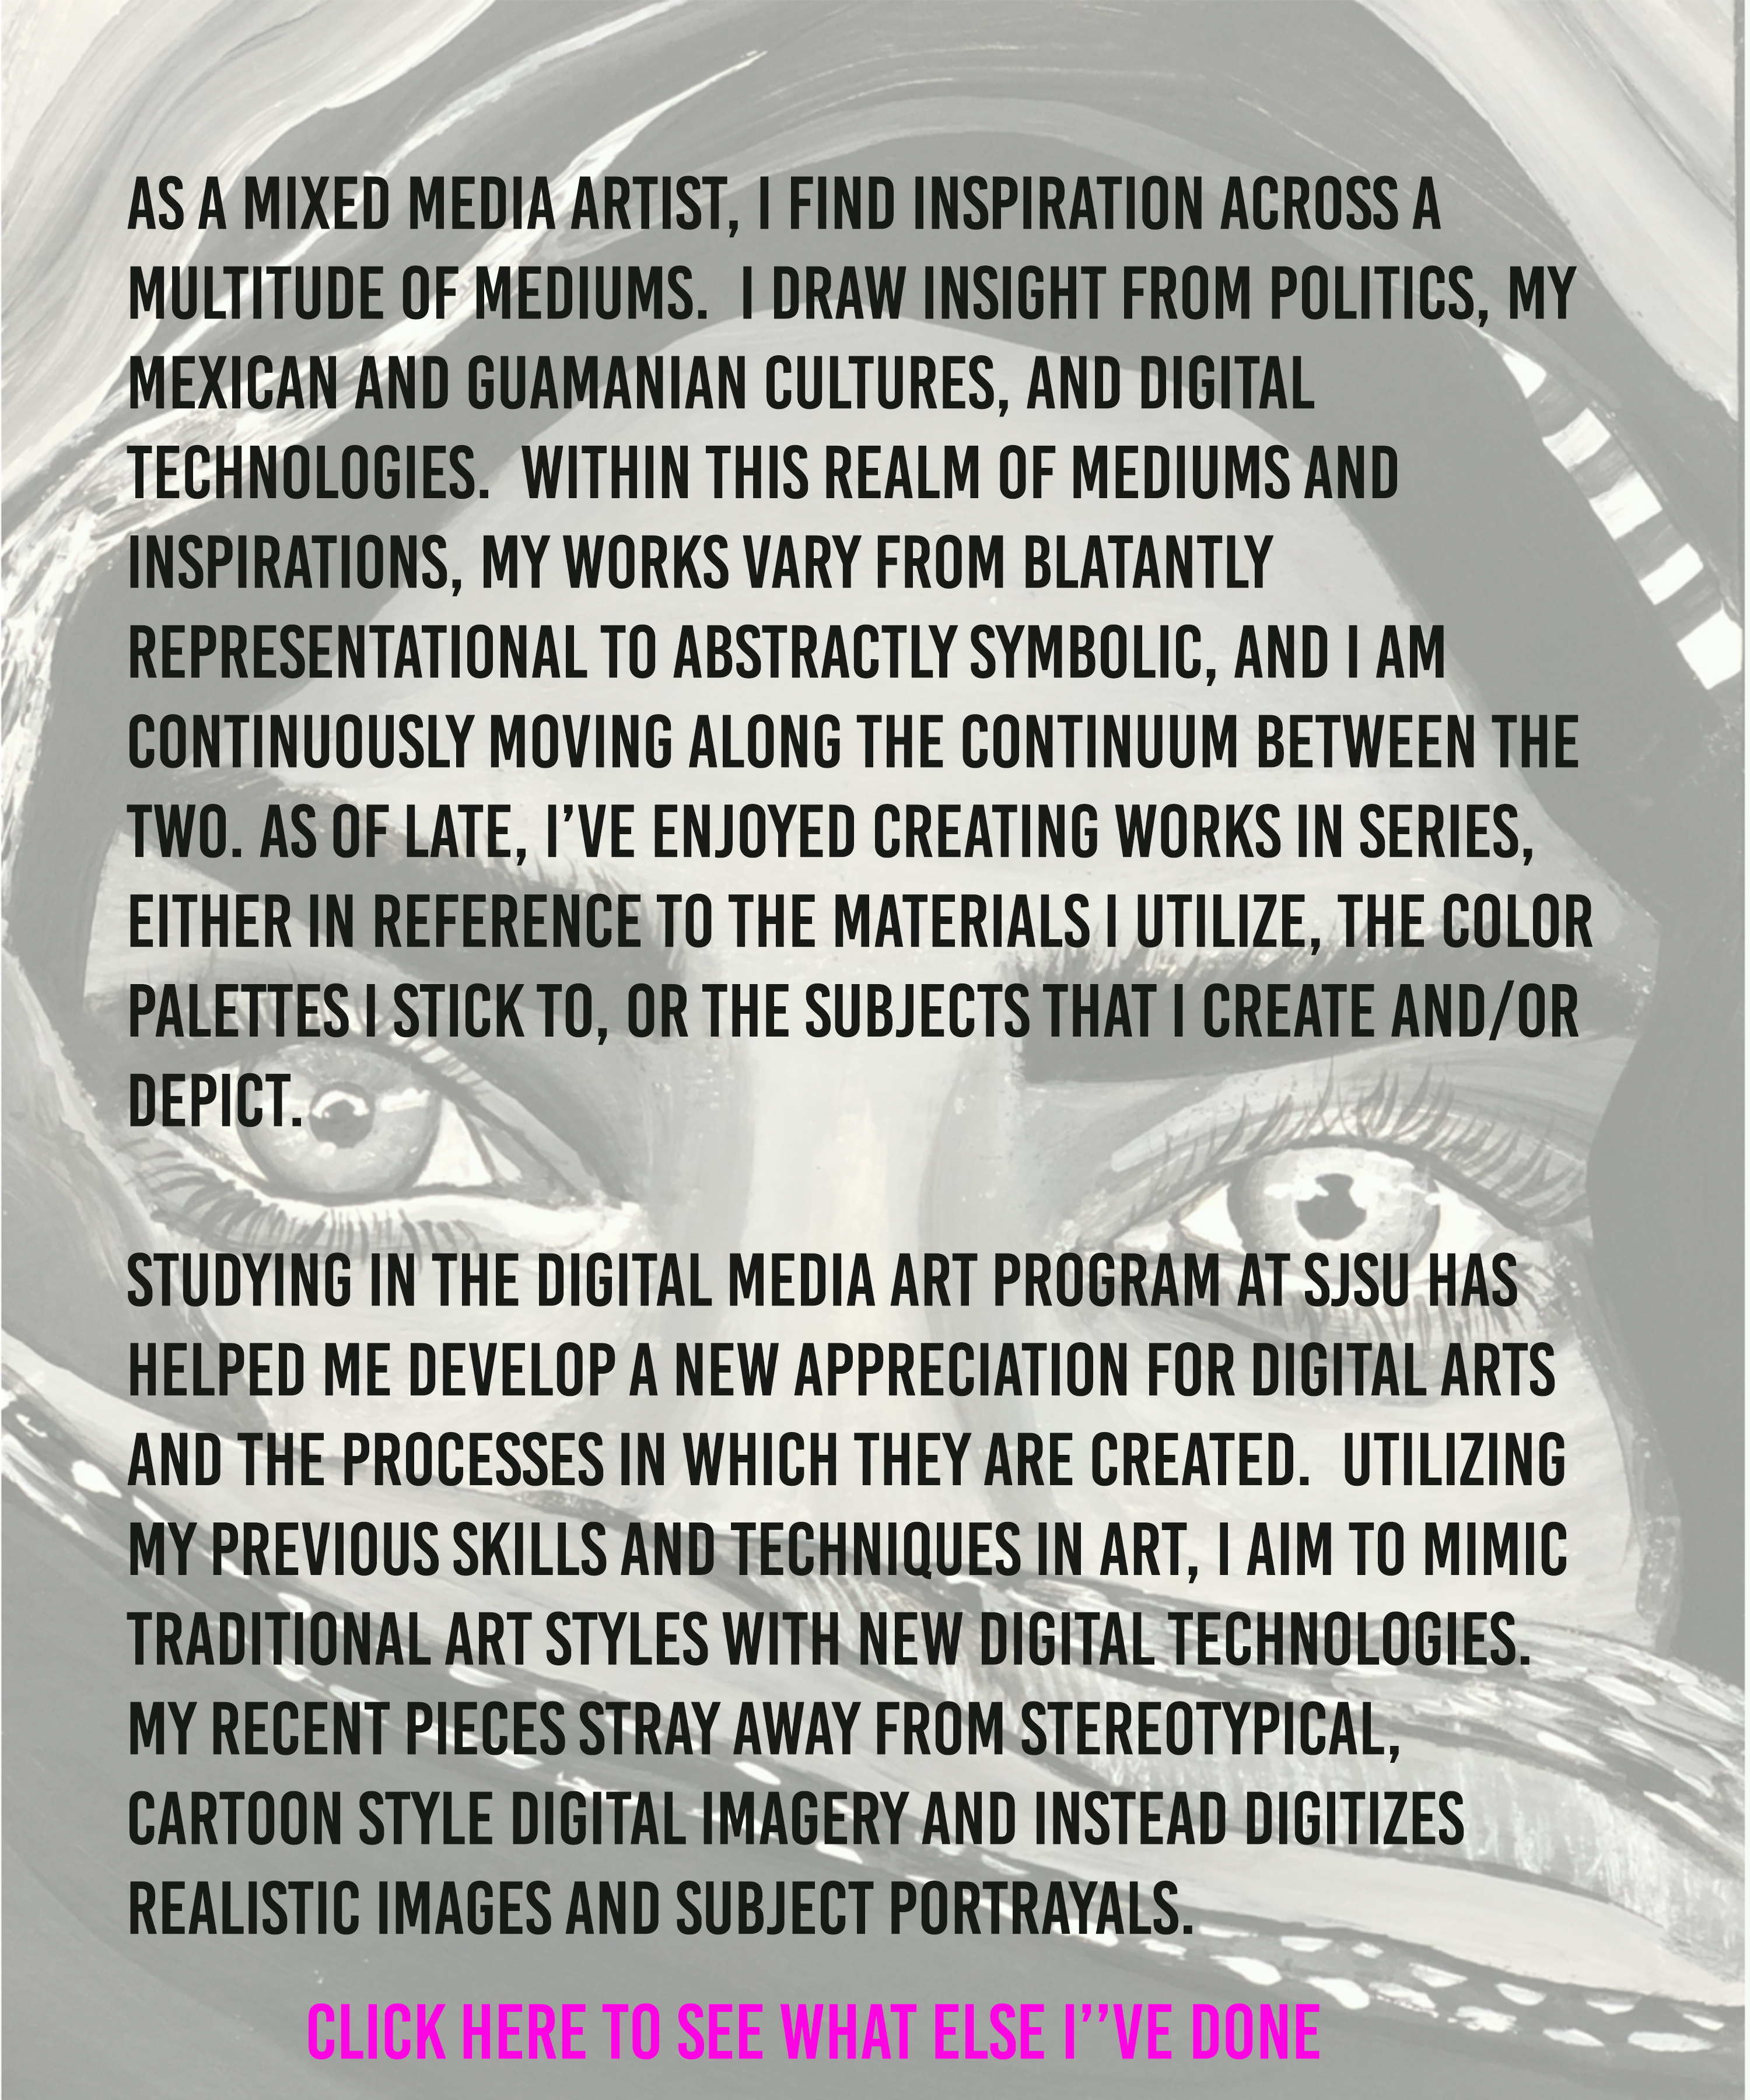 AS A MIXED MEDIA ARTIST, I FIND INSPIRATION ACROSS A
MULTITUDE OF MEDIUMS.  I DRAW INSIGHT FROM POLITICS, MY
MEXICAN AND GUAMANIAN CULTURES, AND DIGITAL
TECHNOLOGIES.  WITHIN THIS REALM OF MEDIUMS AND
INSPIRATIONS, MY WORKS VARY FROM BLATANTLY
REPRESENTATIONAL TO ABSTRACTLY SYMBOLIC, AND I AM
CONTINUOUSLY MOVING ALONG THE CONTINUUM BETWEEN THE
TWO. AS OF LATE, I’VE ENJOYED CREATING WORKS IN SERIES,
EITHER IN REFERENCE TO THE MATERIALS I UTILIZE, THE COLOR
PALETTES I STICK TO, OR THE SUBJECTS THAT I CREATE AND/OR
DEPICT.
STUDYING IN THE DIGITAL MEDIA ART PROGRAM AT SJSU HAS
HELPED ME DEVELOP A NEW APPRECIATION FOR DIGITAL ARTS
AND THE PROCESSES IN WHICH THEY ARE CREATED.  UTILIZING
MY PREVIOUS SKILLS AND TECHNIQUES IN ART, I AIM TO MIMIC
TRADITIONAL ART STYLES WITH NEW DIGITAL TECHNOLOGIES.
MY RECENT PIECES STRAY AWAY FROM STEREOTYPICAL,
CARTOON STYLE DIGITAL IMAGERY AND INSTEAD DIGITIZES
REALISTIC IMAGES AND SUBJECT PORTRAYALS.
CLICK HERE TO SEE WHAT ELSE I’’VE DONE